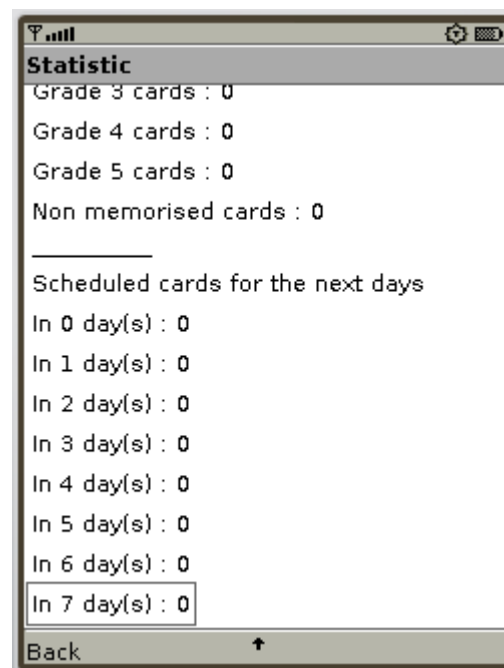 Statistic
Grade 3 cards : 0
Grade 4 cards : 0
Grade 5 cards : 0
Non memorised cards : 0
Scheduled cards for the next days
In 0 day(s) : 0
In 1 day(s) : 0
In 2 day(s) : 0
In 3 day(s) : 0
In 4 day(s) : 0
In 5 day(s) : 0
In 6 day(s) : 0
In 7 day(s) : 0
Back